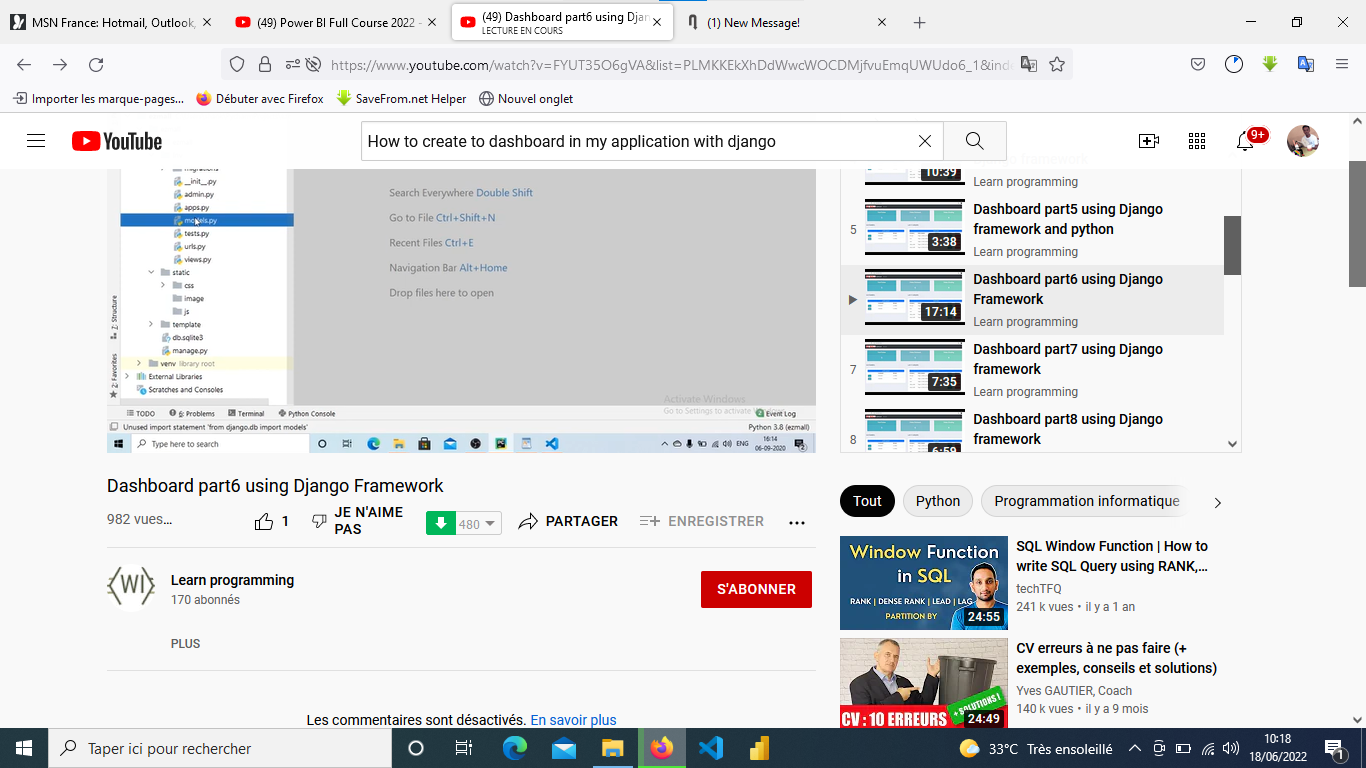 MSN France: Hotmail, Outlook,
(49) Power BI Full Course 2022 -
(49) Dashboard part6 using Djan
LECTURE EN COURS
(1) New Message!
https://www.youtube.com/watch?v=FYUT35O6gVA&list=PLMKKEkXhDdWwcWOCDMjfvuEmqUWUdo6_1&ind
Importer les marque-pages...
Débuter avec Firefox
SaveFrom.net Helper
Nouvel onglet
YouTube
How to create to dashboard in my application with django
9+
__init__.py
admin.py
apps.py
models.py
tests.py
urls.py
views.py
static
css
image
js
template
db.sqlite3
manage.py
venv library root
External Libraries
Scratches and Consoles
Z: Structure
2: Favorites
Search Everywhere Double Shift
Go to File Ctrl+Shift+N
Recent Files Ctrl+E
Navigation Bar Alt+Home
Drop files here to open
Activate Windows
Go to Settings to activate Windows.
TODO
6: Problems
Terminal
Python Console
Event Log
Unused import statement 'from django.db import models'
Python 3.8 (ezmall)
Type here to search
ENG
16:14
06-09-2020
10:39
Learn programming
5
3:38
Dashboard part5 using Django
framework and python
Learn programming
17:14
Dashboard part6 using Django
Framework
Learn programming
7
7:35
Dashboard part7 using Django
framework
Learn programming
8
6:59
Dashboard part8 using Django
framework
Dashboard part6 using Django Framework
982 vues...
1
JE N'AIME
PAS
480
PARTAGER
ENREGISTRER
Learn programming
170 abonnés
S'ABONNER
PLUS
Les commentaires sont désactivés. En savoir plus
Tout
Python
Programmation informatique
Window Function
in SQL
RANK | DENSE RANK | LEAD | LAG
PARTITION BY
24:55
SQL Window Function | How to
write SQL Query using RANK,...
techTFQ
241 k vues • il y a 1 an
CV : 10 ERREURS
+ SOLUTIONS !
24:49
CV erreurs à ne pas faire (+
exemples, conseils et solutions)
Yves GAUTIER, Coach
140 k vues • il y a 9 mois
Taper ici pour rechercher
33°C Très ensoleillé
10:18
18/06/2022
1